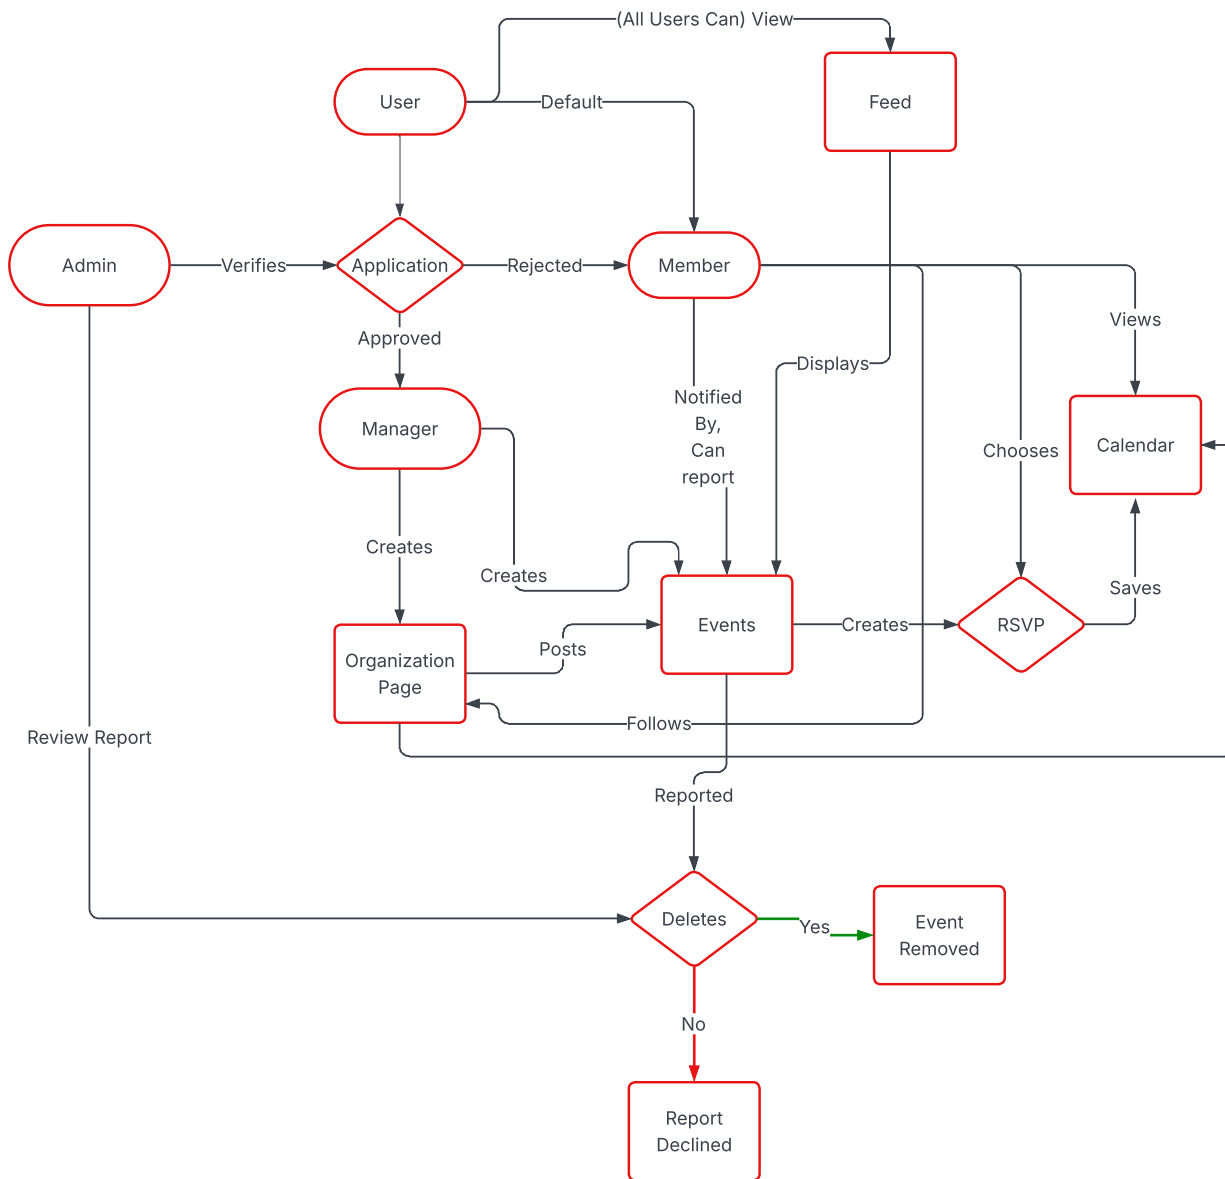 (All Users Can) View
User
Default
Feed
Admin
Verifies
Application
Rejected
Member
Views
Approved
Displays
Notified
By,
Can
report
Manager
Chooses
Calendar
Creates
Creates
Saves
Organization
Page
Posts
Events
Creates
RSVP
Follows
Review Report
Reported
Deletes
Yes
Event
Removed
No
Report
Declined